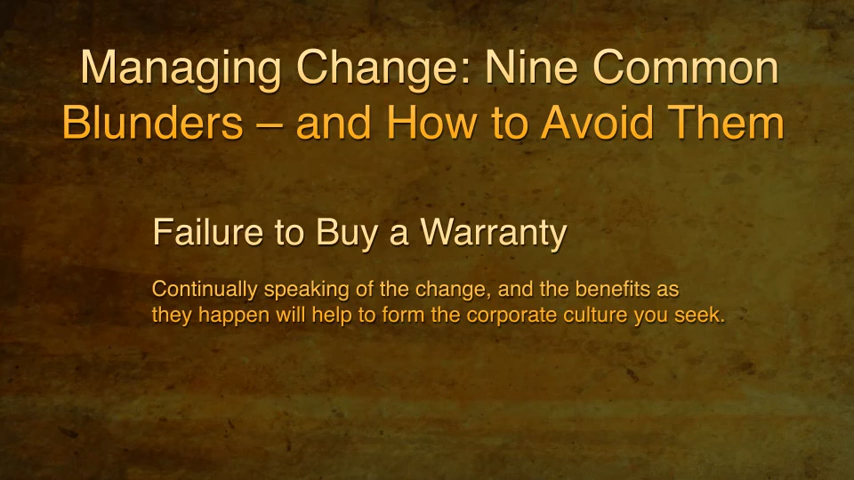 Managing Change: Nine Common
Blunders – and How to Avoid Them
Failure to Buy a Warranty
Continually speaking of the change, and the benefits as
they happen will help to form the corporate culture you seek.